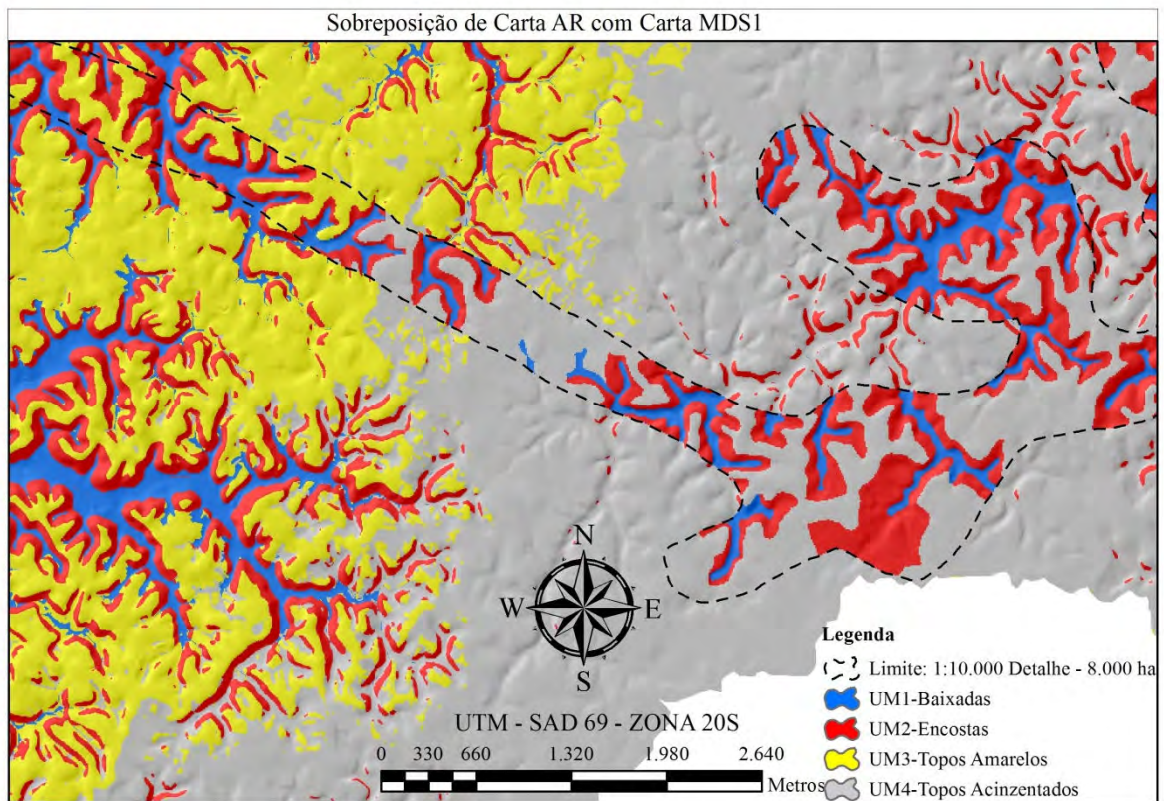 Sobreposição de Carta AR com Carta MDS1
N
W E
S
UTM - SAD 69 - ZONA 20S
0 330 660 1.320 1.980 2.640
Metros
Legenda
Limite: 1:10.000 Detalhe - 8.000 ha
UM1-Baixadas
UM2-Encostas
UM3-Topos Amarelos
UM4-Topos Acinzentados